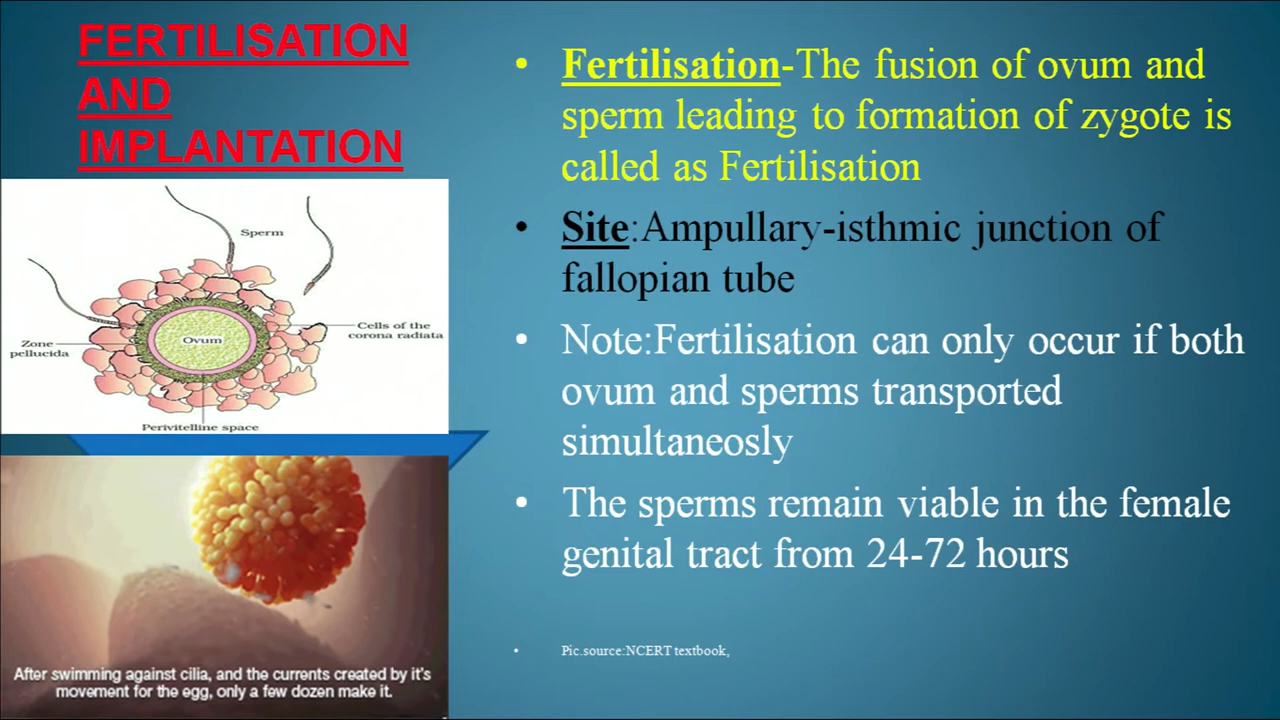 FERTILISATION
AND
IMPLANTATION
Sperm
Cells of the
corona radiata
Zone
pellucida
Ovum
Perivitelline space
After swimming against cilia, and the currents created by it's
movement for the egg, only a few dozen make it.
• Fertilisation-The fusion of ovum and
sperm leading to formation of zygote is
called as Fertilisation
• Site:Ampullary-isthmic junction of
fallopian tube
• Note:Fertilisation can only occur if both
ovum and sperms transported
simultaneosly
• The sperms remain viable in the female
genital tract from 24-72 hours
• Pic.source:NCERT textbook,